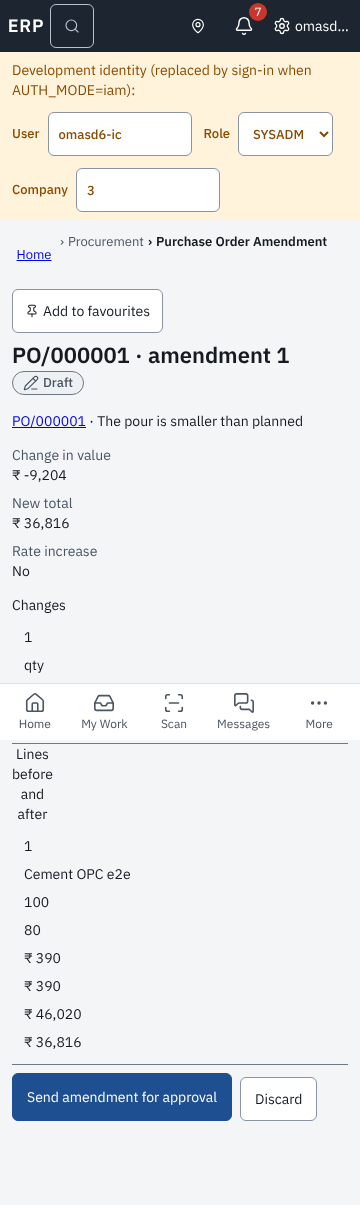 ERP
7
omasd...
Development identity (replaced by sign-in when
AUTH_MODE=iam):
User omasd6-ic Role SYSADM
Company 3
Home › Procurement › Purchase Order Amendment
Add to favourites
PO/000001 · amendment 1
Draft
PO/000001 · The pour is smaller than planned
Change in value
₹ -9,204
New total
₹ 36,816
Rate increase
No
Changes
1
qty
Home My Work Scan Messages More
Lines
before
and
after
1
Cement OPC e2e
100
80
₹ 390
₹ 390
₹ 46,020
₹ 36,816
Send amendment for approval Discard